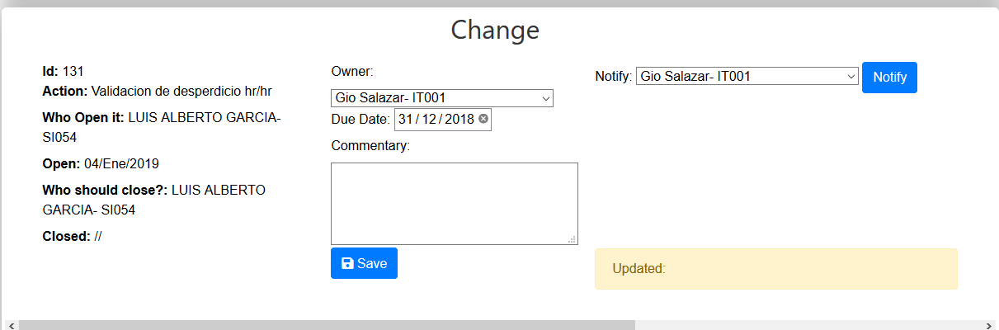 Change
Id: 131
Action: Validacion de desperdicio hr/hr
Who Open it: LUIS ALBERTO GARCIA-
SI054
Open: 04/Ene/2019
Who should close?: LUIS ALBERTO
GARCIA- SI054
Closed: //
Owner:
Gio Salazar- IT001
Due Date: 31/12/2018
Commentary:
Save
Notify: Gio Salazar- IT001 Notify
Updated: